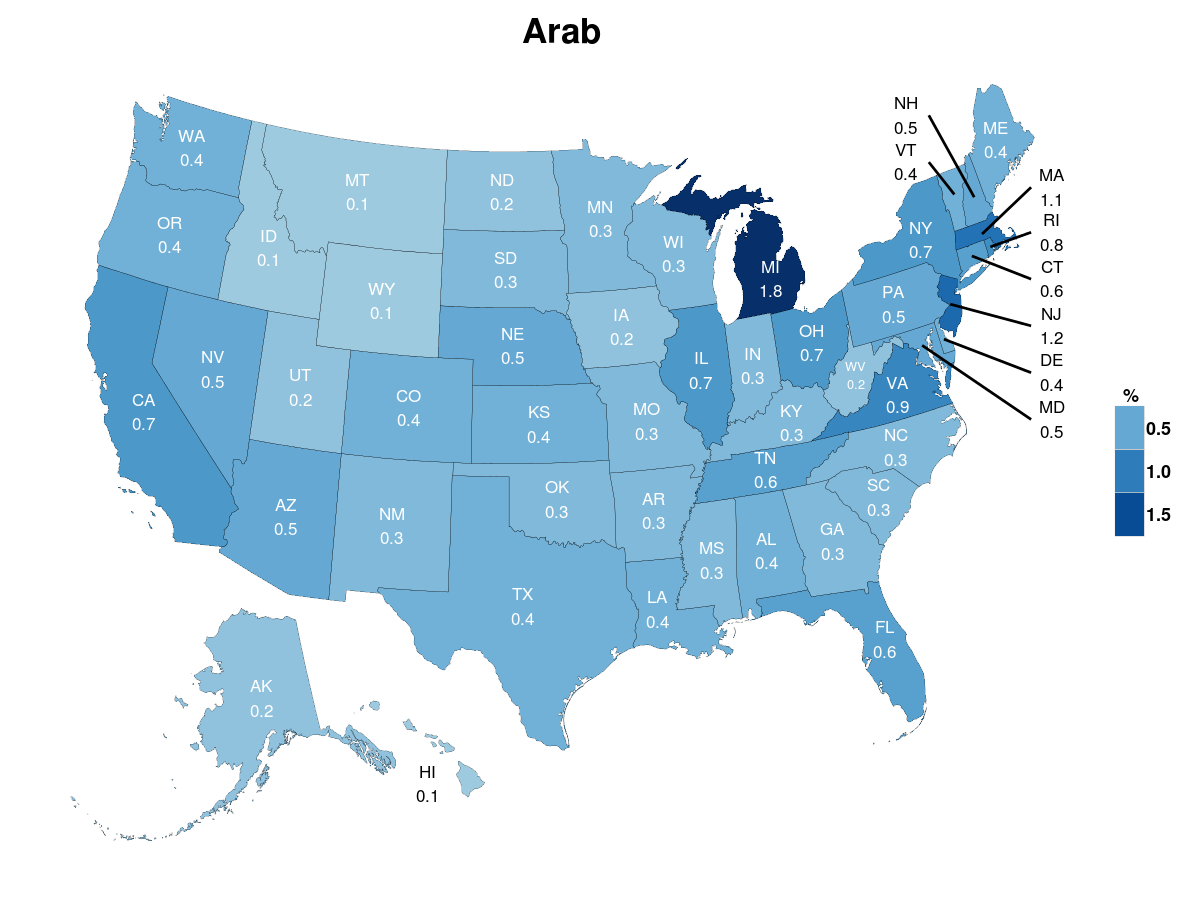 Arab
NH
0.5
VT
0.4
ME
0.4
WA
0.4
MT
0.1
ND
0.2
MN
0.3
MA
1.1
RI
0.8
OR
0.4
ID
0.1
SD
0.3
WI
0.3
NY
0.7
MI
1.8
CT
0.6
WY
0.1
PA
0.5
NJ
1.2
IA
0.2
NE
0.5
OH
0.7
NV
0.5
IL
0.7
IN
0.3
WV
0.2
DE
0.4
UT
0.2
VA
0.9
CA
0.7
CO
0.4
KS
0.4
MO
0.3
KY
0.3
MD
0.5
NC
0.3
TN
0.6
OK
0.3
AR
0.3
SC
0.3
AZ
0.5
NM
0.3
MS
0.3
AL
0.4
GA
0.3
TX
0.4
LA
0.4
FL
0.6
AK
0.2
HI
0.1
%
0.5
1.0
1.5